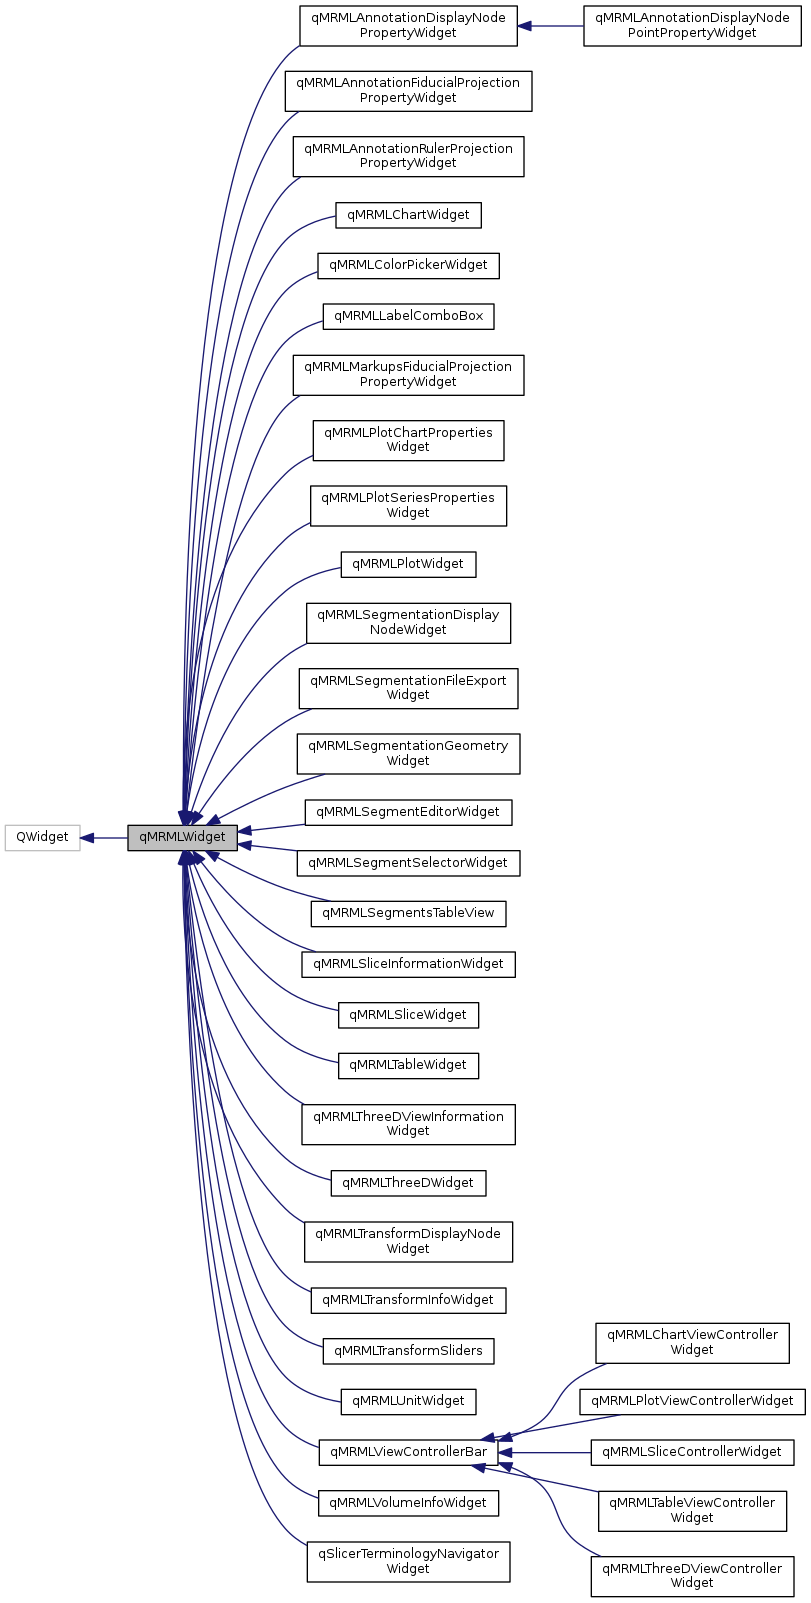 qMRMLAnnotationDisplayNode
PropertyWidget
qMRMLAnnotationDisplayNode
PointPropertyWidget
qMRMLAnnotationFiducialProjection
PropertyWidget
qMRMLAnnotationRulerProjection
PropertyWidget
qMRMLChartWidget
qMRMLColorPickerWidget
qMRMLLabelComboBox
qMRMLMarkupsFiducialProjection
PropertyWidget
qMRMLPlotChartProperties
Widget
qMRMLPlotSeriesProperties
Widget
qMRMLPlotWidget
qMRMLSegmentationDisplay
NodeWidget
qMRMLSegmentationFileExport
Widget
qMRMLSegmentationGeometry
Widget
qMRMLSegmentEditorWidget
QWidget
qMRMLWidget
qMRMLSegmentSelectorWidget
qMRMLSegmentsTableView
qMRMLSliceInformationWidget
qMRMLSliceWidget
qMRMLTableWidget
qMRMLThreeDViewInformation
Widget
qMRMLThreeDWidget
qMRMLTransformDisplayNode
Widget
qMRMLTransformInfoWidget
qMRMLTransformSliders
qMRMLUnitWidget
qMRMLViewControllerBar
qMRMLChartViewController
Widget
qMRMLPlotViewControllerWidget
qMRMLSliceControllerWidget
qMRMLTableViewController
Widget
qMRMLThreeDViewController
Widget
qMRMLVolumeInfoWidget
qSlicerTerminologyNavigator
Widget